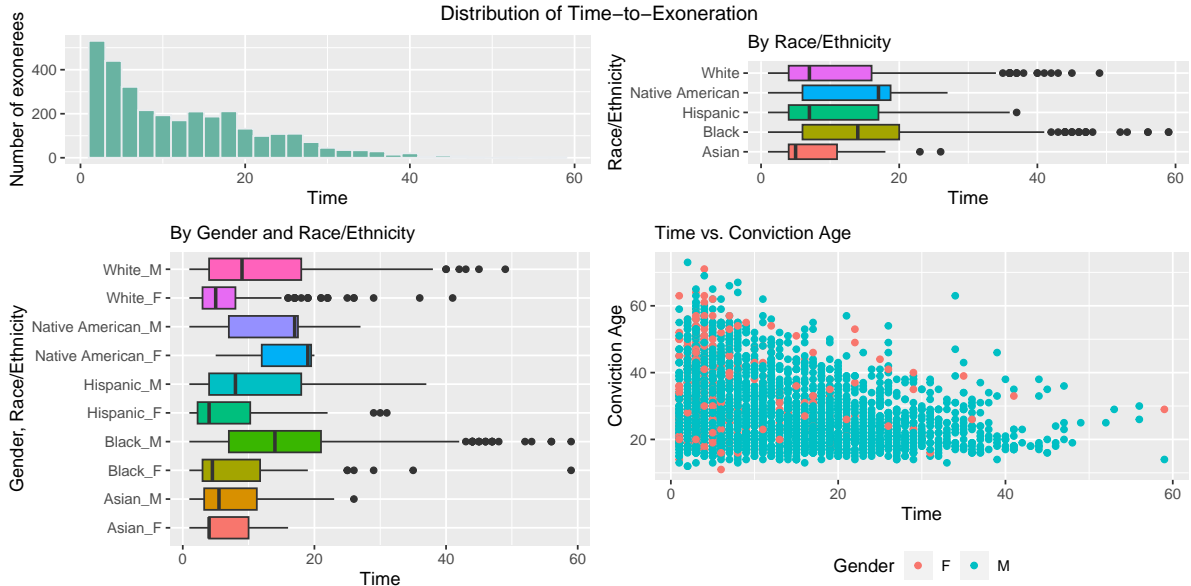 Distribution of Time−to−Exoneration
Number of exonerees
400
200
0
0 20 40 60
Time
By Race/Ethnicity
Race/Ethnicity
White
Native American
Hispanic
Black
Asian
0 20 40 60
Time
By Gender and Race/Ethnicity
Gender, Race/Ethnicity
White_M
White_F
Native American_M
Native American_F
Hispanic_M
Hispanic_F
Black_M
Black_F
Asian_M
Asian_F
0 20 40 60
Time
Time vs. Conviction Age
Conviction Age
60
40
20
0 20 40 60
Time
Gender F M